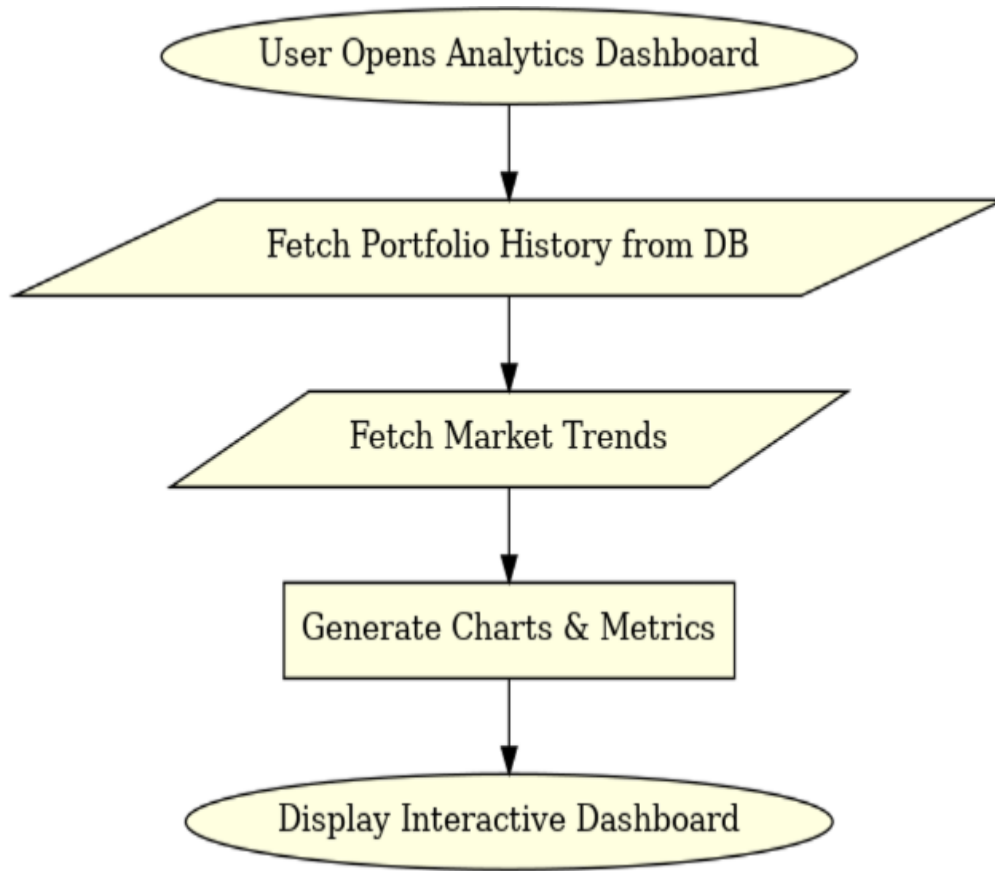 User Opens Analytics Dashboard
Fetch Portfolio History from DB
Fetch Market Trends
Generate Charts & Metrics
Display Interactive Dashboard